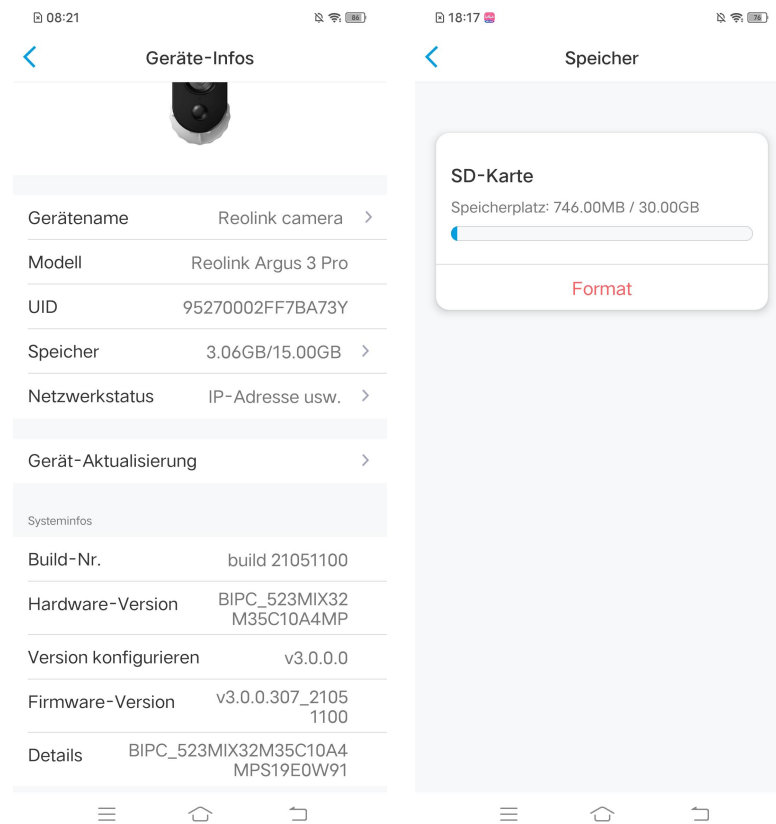 08:21
86
Geräte-Infos
Gerätename
Reolink camera
Modell
Reolink Argus 3 Pro
UID
95270002FF7BA73Y
Speicher
3.06GB/15.00GB
Netzwerkstatus
IP-Adresse usw.
Gerät-Aktualisierung
Systeminfos
Build-Nr.
build 21051100
Hardware-Version
BIPC_523MIX32
M35C10A4MP
Version konfigurieren
v3.0.0.0
Firmware-Version
v3.0.0.307_2105
1100
Details
BIPC_523MIX32M35C10A4
MPS19E0W91
18:17
76
Speicher
SD-Karte
Speicherplatz: 746.00MB / 30.00GB
Format